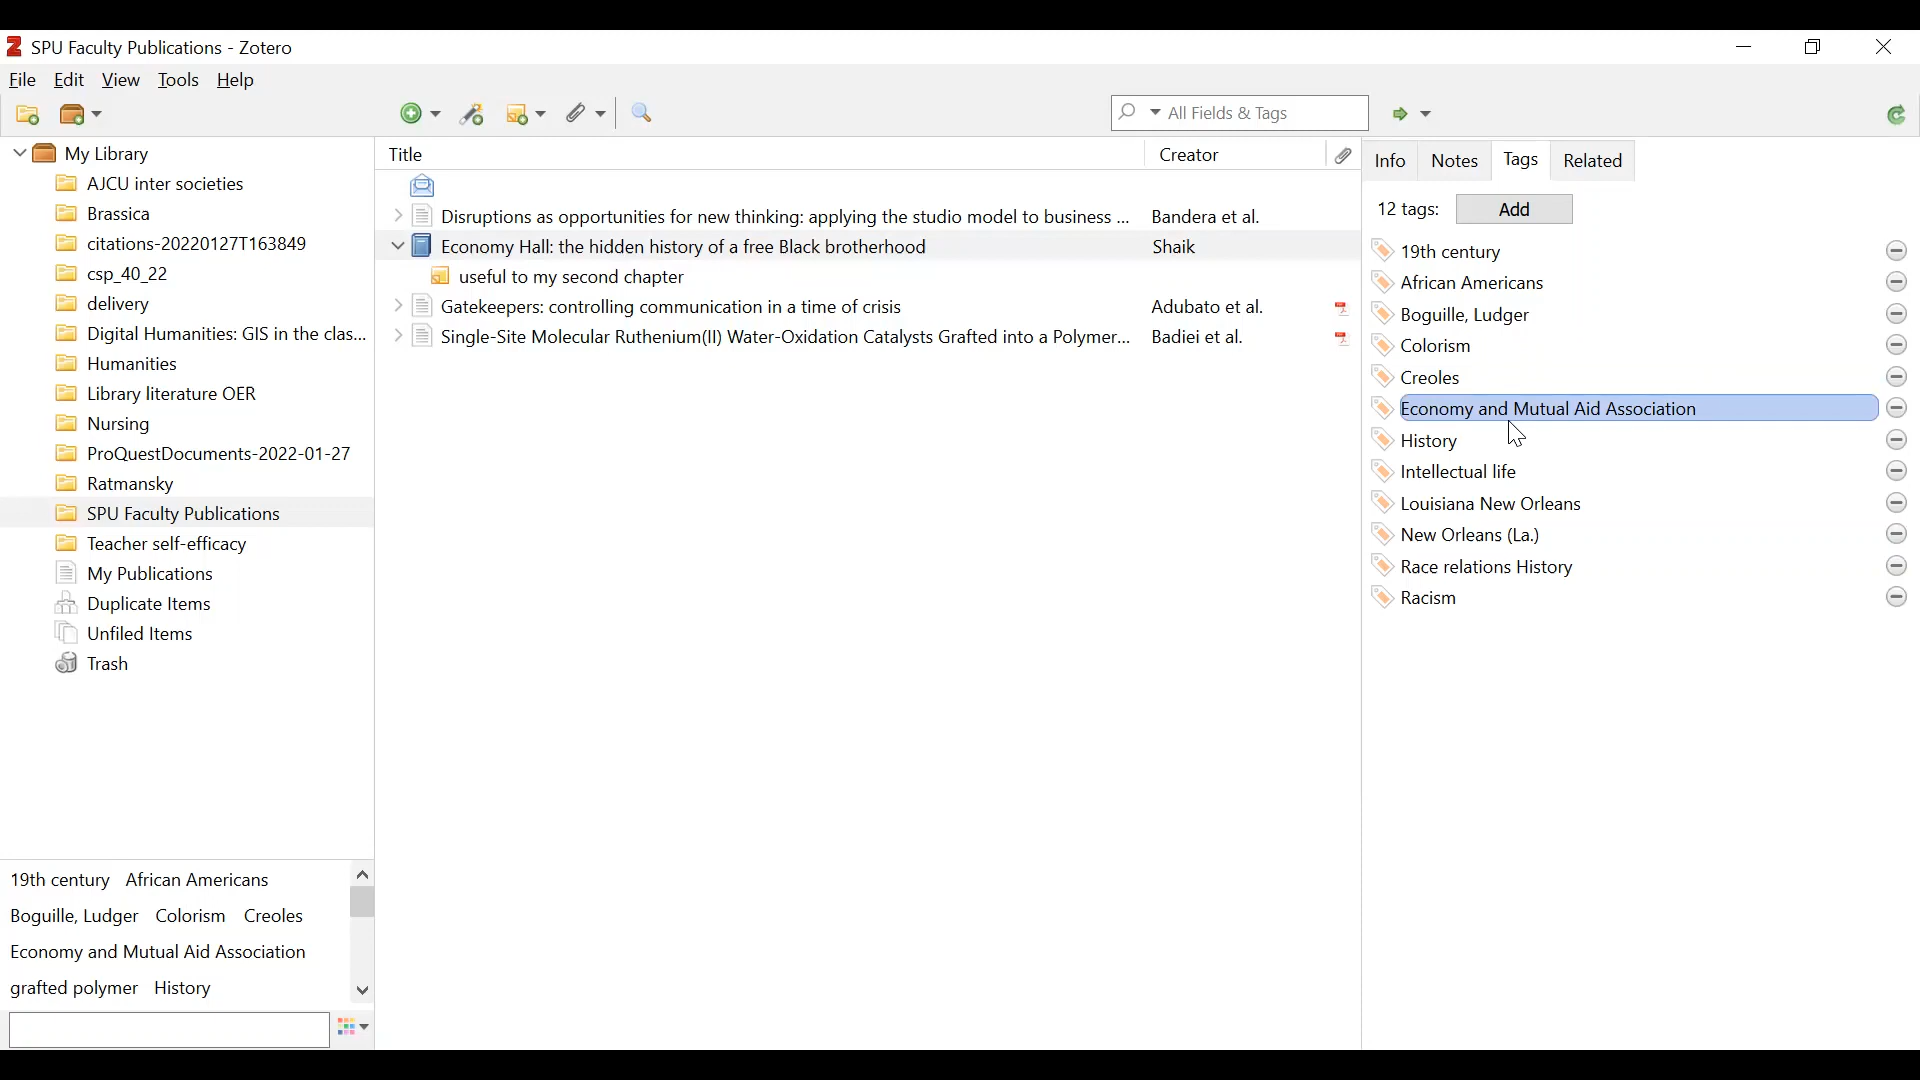 SPU Faculty Publications - Zotero
File Edit View Tools Help
All Fields & Tags
My Library
AJCU inter societies
Brassica
citations-20220127T163849
csp_40_22
delivery
Digital Humanities: GIS in the clas...
Humanities
Library literature OER
Nursing
ProQuestDocuments-2022-01-27
Ratmansky
SPU Faculty Publications
Teacher self-efficacy
My Publications
Duplicate Items
Unfiled Items
Trash
19th century African Americans
Boguille, Ludger Colorism Creoles
Economy and Mutual Aid Association
grafted polymer History
Title Creator
Disruptions as opportunities for new thinking: applying the studio model to business ... Bandera et al.
Economy Hall: the hidden history of a free Black brotherhood Shaik
useful to my second chapter
Gatekeepers: controlling communication in a time of crisis Adubato et al.
Single-Site Molecular Ruthenium(II) Water-Oxidation Catalysts Grafted into a Polymer... Badiei et al.
Info Notes Tags Related
12 tags: Add
19th century
African Americans
Boguille, Ludger
Colorism
Creoles
Economy and Mutual Aid Association
History
Intellectual life
Louisiana New Orleans
New Orleans (La.)
Race relations History
Racism